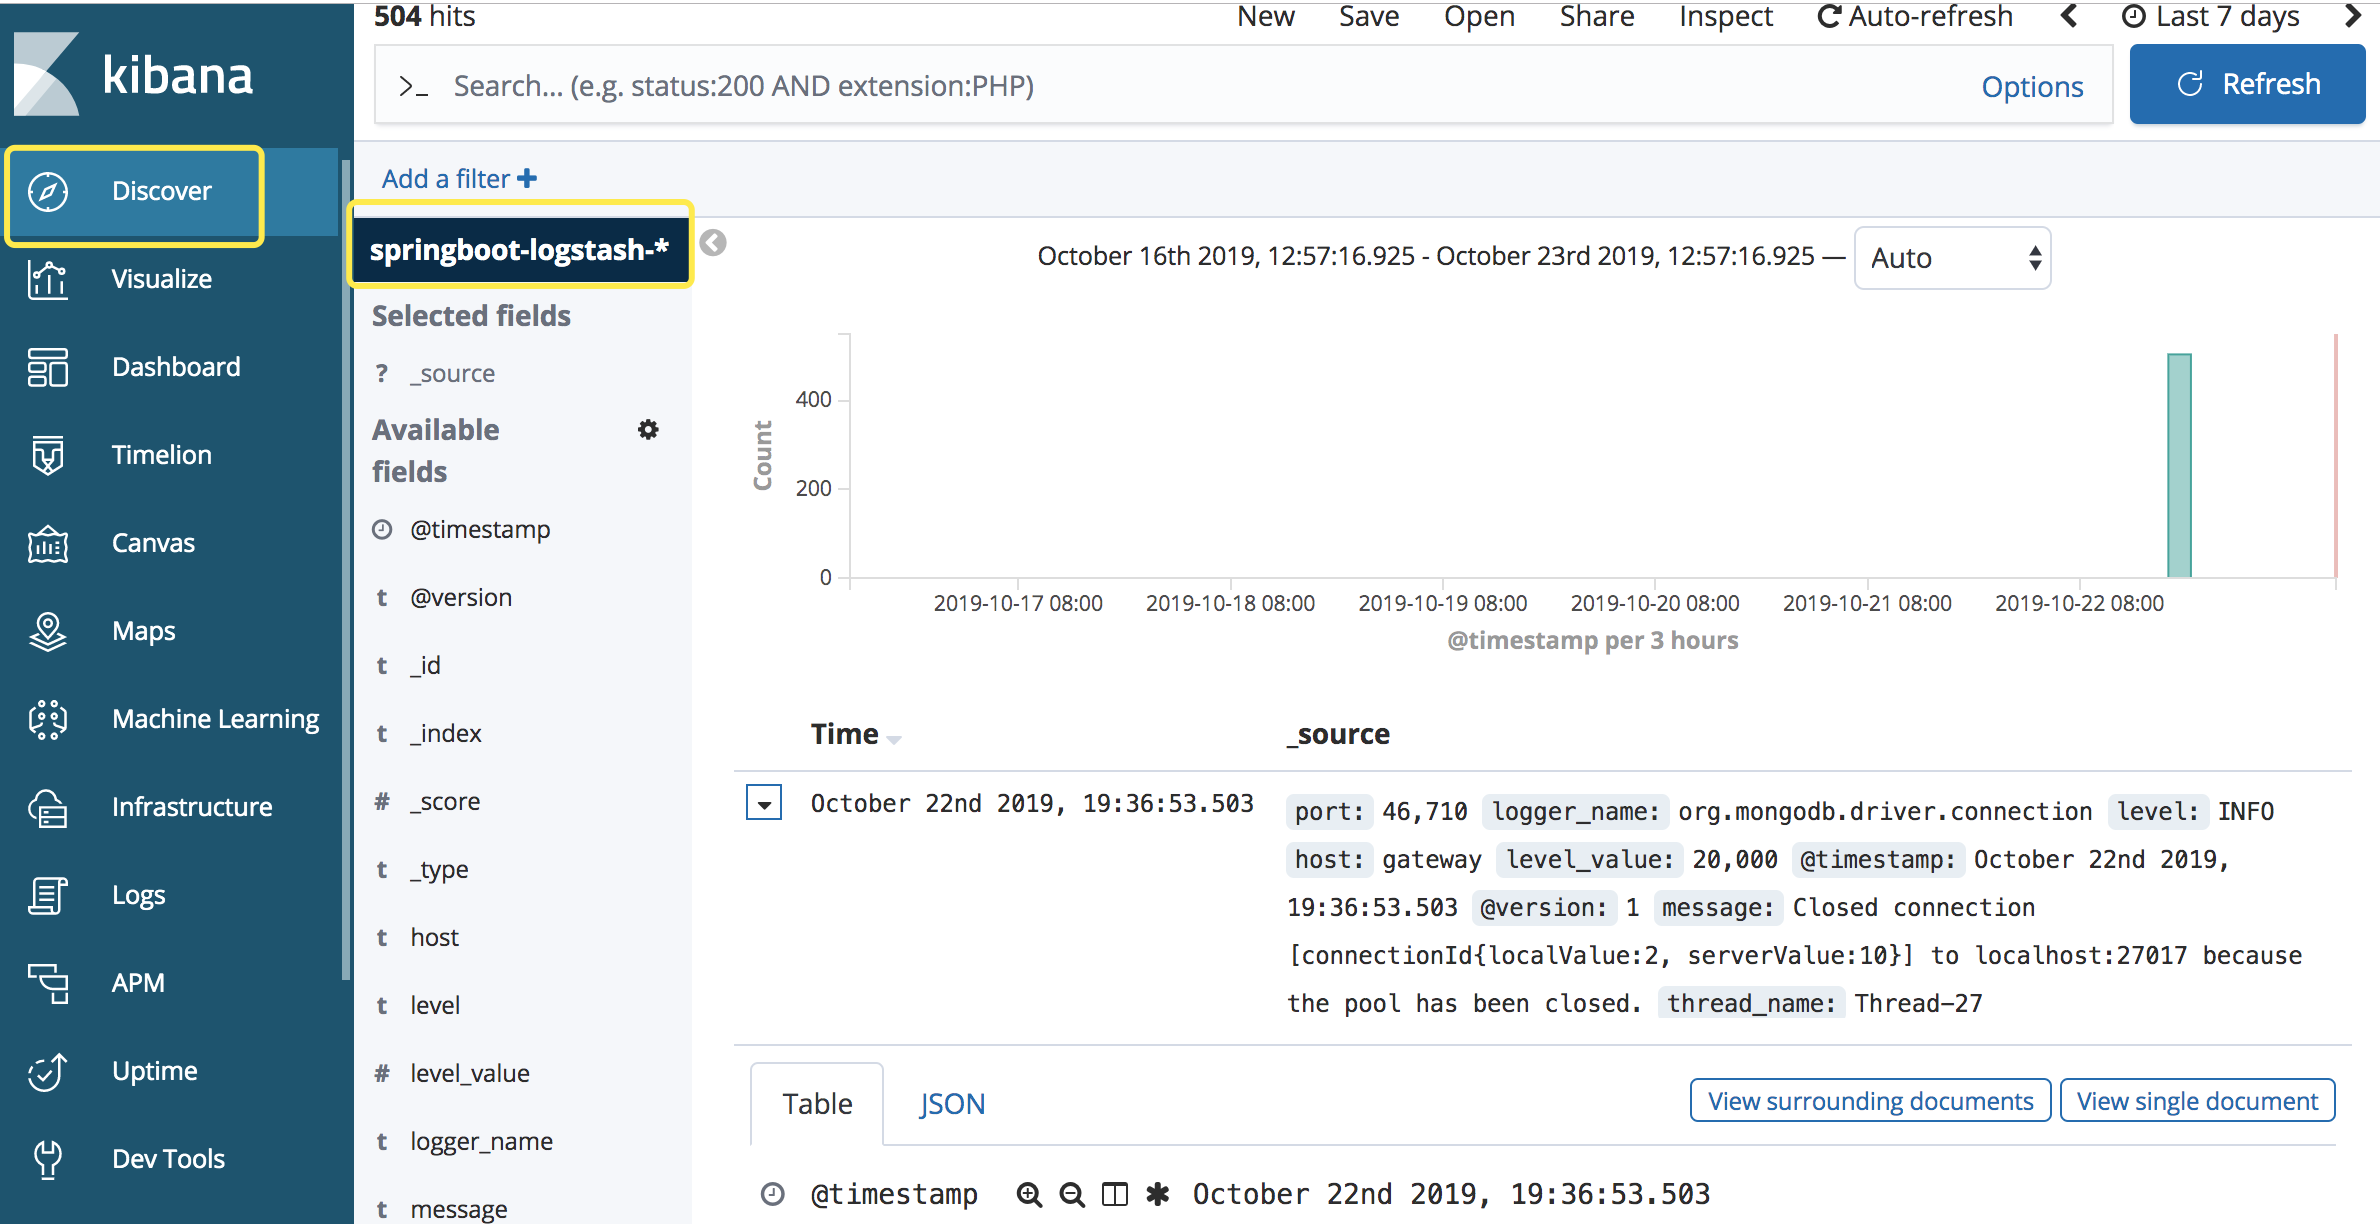 504 hits
New Save Open Share Inspect Auto-refresh Last 7 days
kibana
>_ Search... (e.g. status:200 AND extension:PHP) Options Refresh
Add a filter +
Discover
Visualize
Dashboard
Timelion
Canvas
Maps
Machine Learning
Infrastructure
Logs
APM
Uptime
Dev Tools
springboot-logstash-*
Selected fields
? _source
Available
fields
@timestamp
t @version
t _id
t _index
# _score
t _type
t host
t level
# level_value
t logger_name
t message
October 16th 2019, 12:57:16.925 - October 23rd 2019, 12:57:16.925 — Auto
Count
400
200
0
2019-10-17 08:00 2019-10-18 08:00 2019-10-19 08:00 2019-10-20 08:00 2019-10-21 08:00 2019-10-22 08:00
@timestamp per 3 hours
Time _source
October 22nd 2019, 19:36:53.503
port: 46,710 logger_name: org.mongodb.driver.connection level: INFO
host: gateway level_value: 20,000 @timestamp: October 22nd 2019,
19:36:53.503 @version: 1 message: Closed connection
[connectionId{localValue:2, serverValue:10}] to localhost:27017 because
the pool has been closed. thread_name: Thread-27
Table JSON View surrounding documents View single document
@timestamp October 22nd 2019, 19:36:53.503